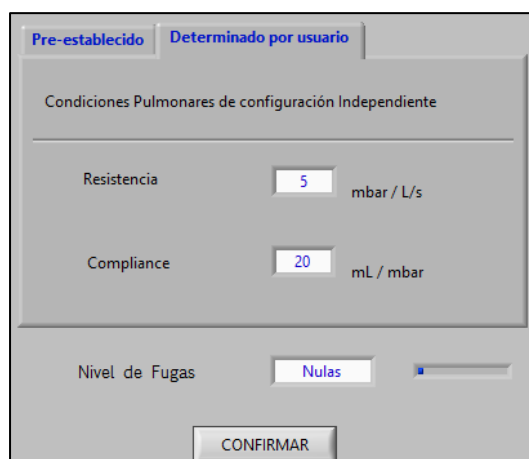 Pre-establecido Determinado por usuario
Condiciones Pulmonares de configuración Independiente
Resistencia 5 mbar / L/s
Compliance 20 mL / mbar
Nivel de Fugas Nulas
CONFIRMAR